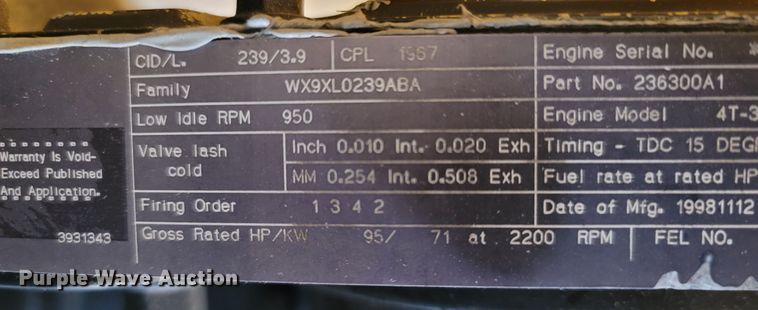 CID/L. 239/3.9 CPL 1967 Engine Serial No. *
Family WX9XL0239ABA Part No. 236300A1
Low Idle RPM 950 Engine Model 4T-3
Valve lash cold
Inch 0.010 Int. 0.020 Exh Timing - TDC 15 DEG
MM 0.254 Int. 0.508 Exh Fuel rate at rated HP
Firing Order 1 3 4 2 Date of Mfg. 19981112
Gross Rated HP/KW 95/ 71 at 2200 RPM FEL NO.
Warranty Is Void-
Exceed Published
And Application.
3931343
Purple Wave Auction